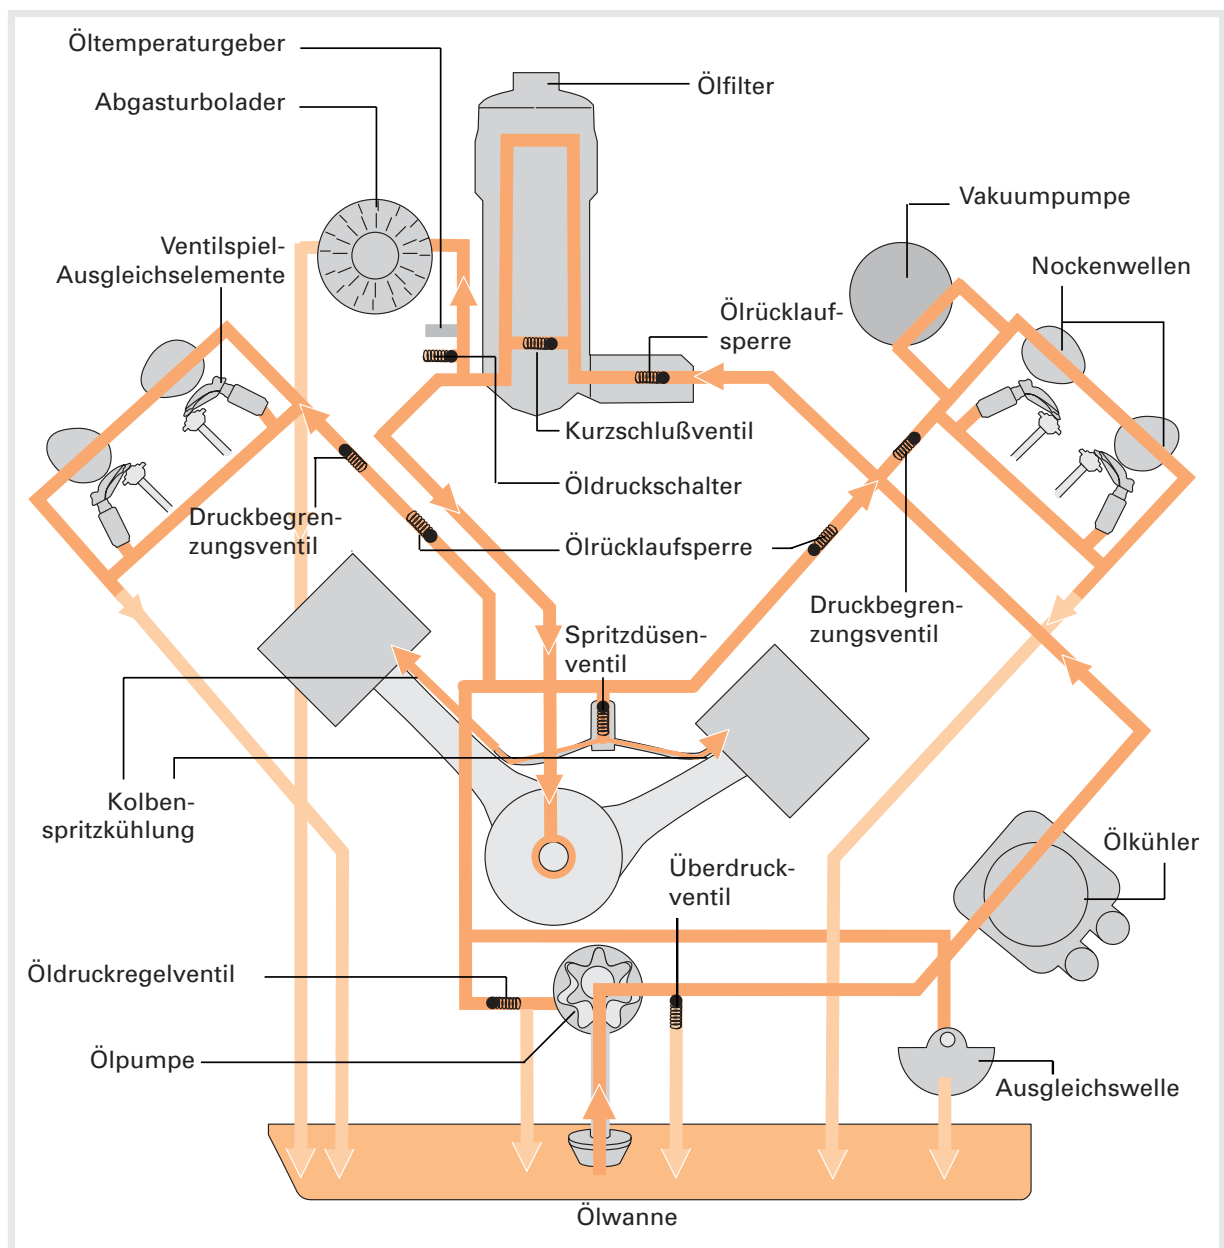 Öltemperaturgeber
Abgasturbolader
Ölfilter
Vakuumpumpe
Ventilspiel-
Ausgleichselemente
Nockenwellen
Ölrücklauf-
sperre
Kurzschlußventil
Öldruckschalter
Druckbegren-
zungsventil
Ölrücklaufsperre
Druckbegren-
zungsventil
Spritzdüsen-
ventil
Kolben-
spritzkühlung
Ölkühler
Überdruck-
ventil
Öldruckregelventil
Ölpumpe
Ausgleichswelle
Ölwanne